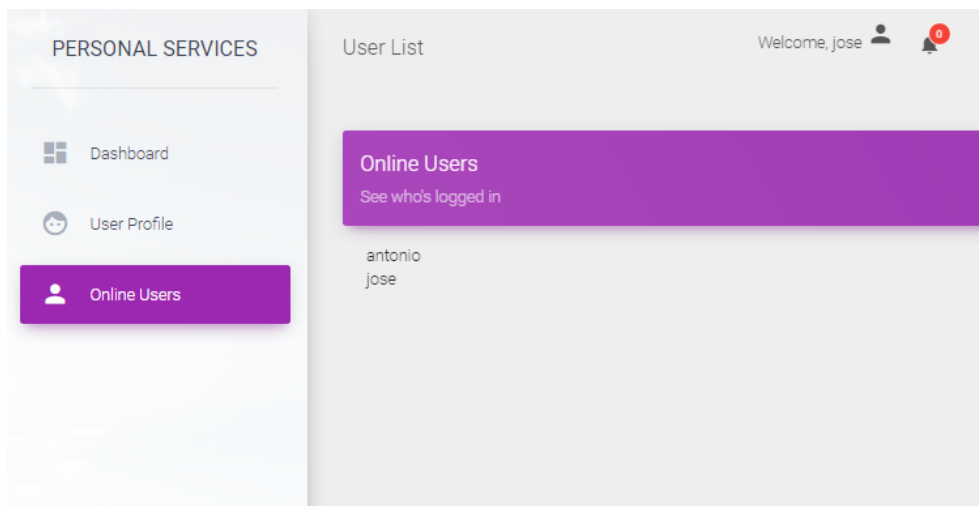 PERSONAL SERVICES
Dashboard
User Profile
Online Users
User List
Welcome, jose
0
Online Users
See who's logged in
antonio
jose